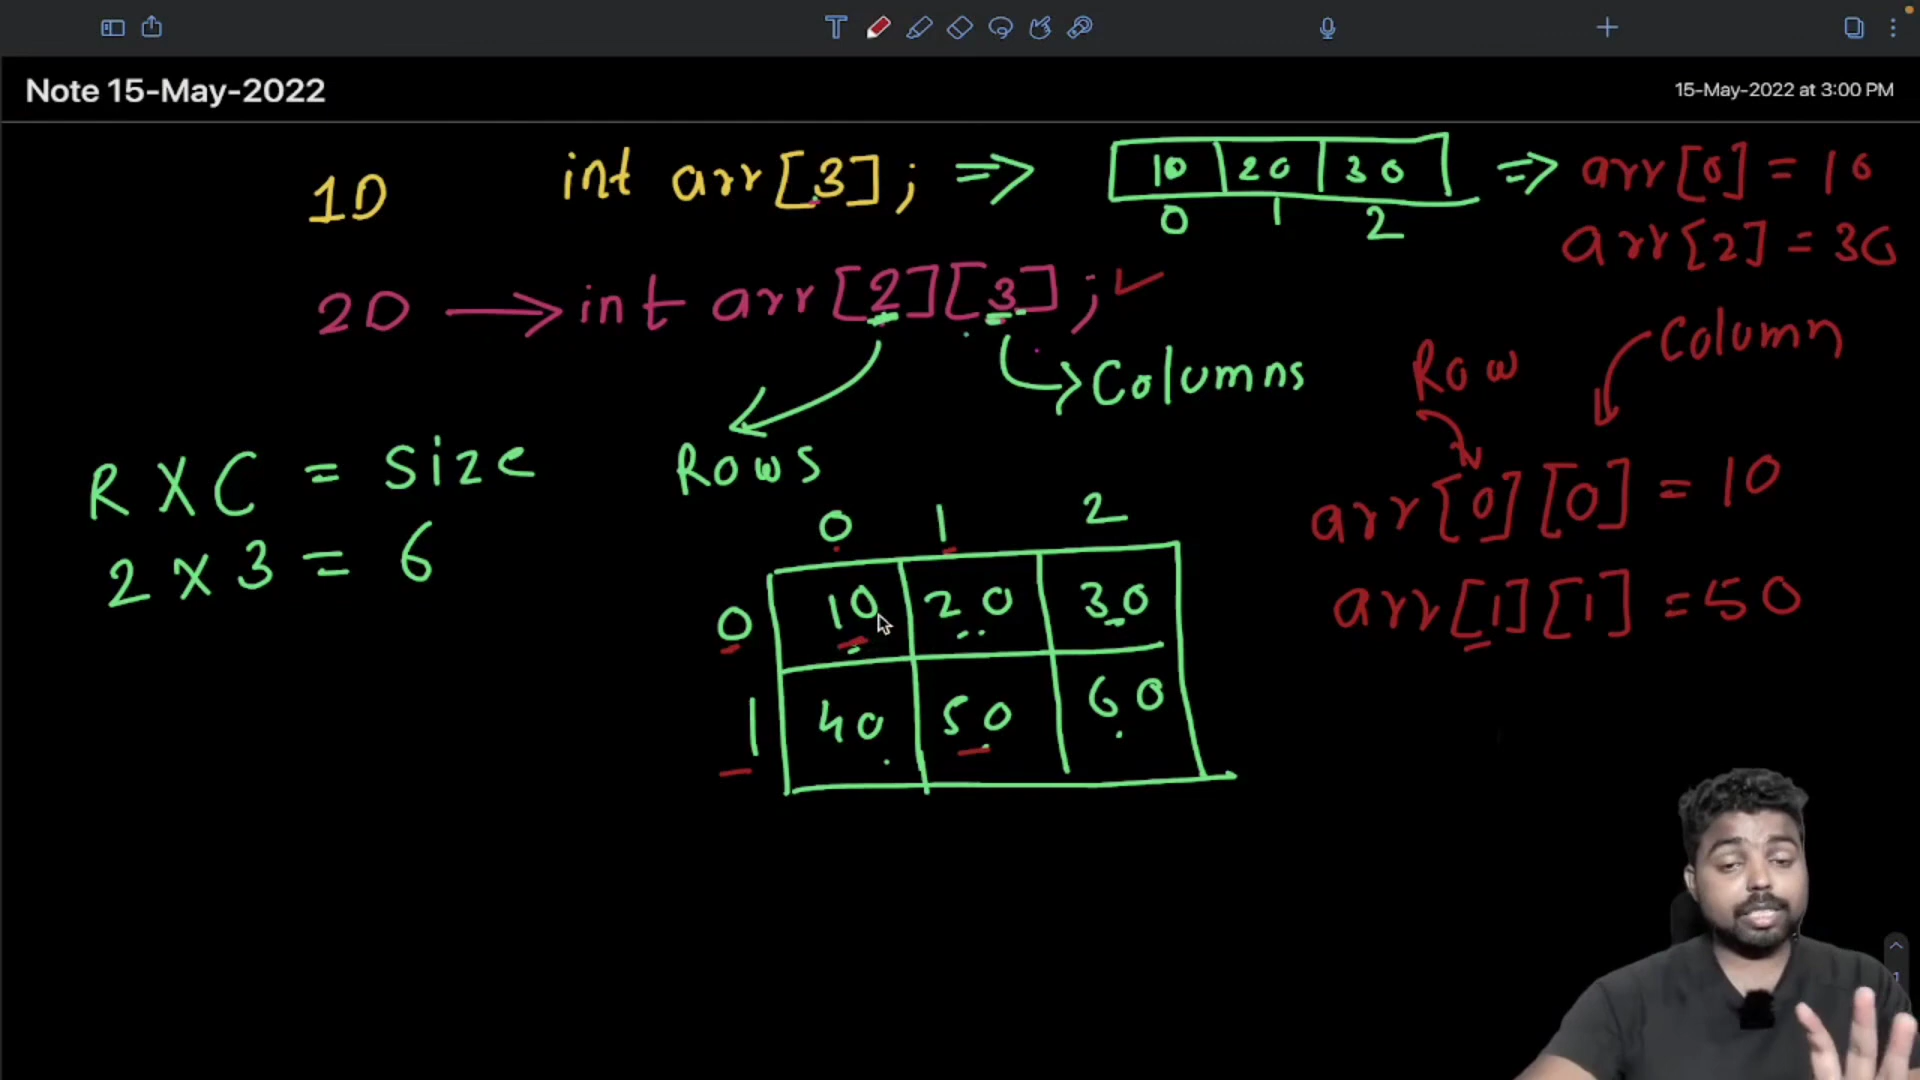 Note 15-May-2022
15-May-2022 at 3:00 PM
1D int arr[3]; => 10 20 30 => arr[0] = 10
0 1 2
arr[2] = 30
2D → int arr[2][3];
Column
Row
Columns
Rows
R X C = Size
2 X 3 = 6
arr[0][0] = 10
arr[1][1] = 50
0 1 2
0 10 20 30
1 40 50 60